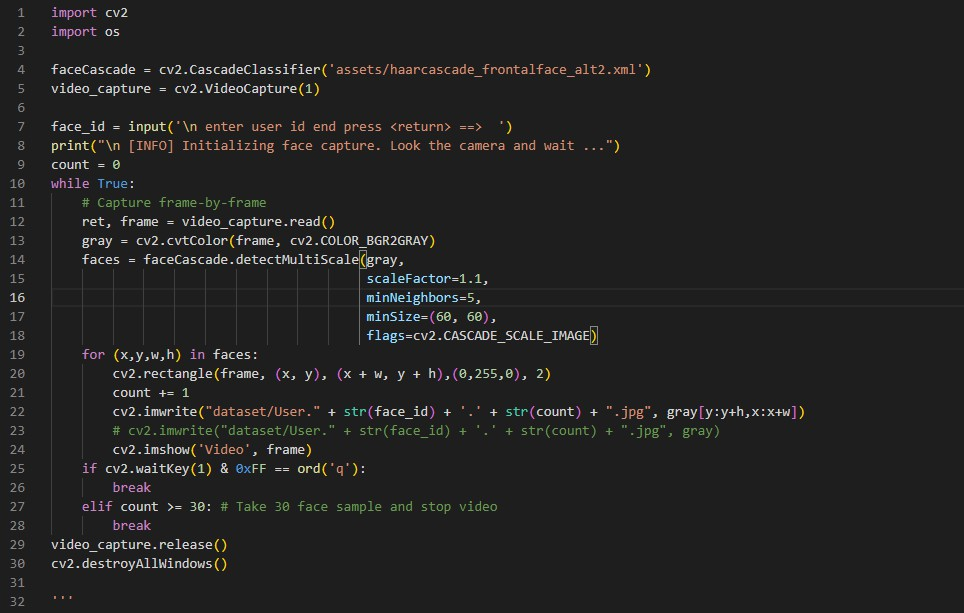 1 import cv2
2 import os
3
4 faceCascade = cv2.CascadeClassifier('assets/haarcascade_frontalface_alt2.xml')
5 video_capture = cv2.VideoCapture(1)
6
7 face_id = input('\n enter user id end press <return> ==>  ')
8 print("\n [INFO] Initializing face capture. Look the camera and wait ...")
9 count = 0
10 while True:
11     # Capture frame-by-frame
12     ret, frame = video_capture.read()
13     gray = cv2.cvtColor(frame, cv2.COLOR_BGR2GRAY)
14     faces = faceCascade.detectMultiScale(gray,
15                                          scaleFactor=1.1,
16                                          minNeighbors=5,
17                                          minSize=(60, 60),
18                                          flags=cv2.CASCADE_SCALE_IMAGE)
19     for (x,y,w,h) in faces:
20         cv2.rectangle(frame, (x, y), (x + w, y + h),(0,255,0), 2)
21         count += 1
22         cv2.imwrite("dataset/User." + str(face_id) + '.' + str(count) + ".jpg", gray[y:y+h,x:x+w])
23         # cv2.imwrite("dataset/User." + str(face_id) + '.' + str(count) + ".jpg", gray)
24         cv2.imshow('Video', frame)
25     if cv2.waitKey(1) & 0xFF == ord('q'):
26         break
27     elif count >= 30: # Take 30 face sample and stop video
28         break
29 video_capture.release()
30 cv2.destroyAllWindows()
31
32 '''